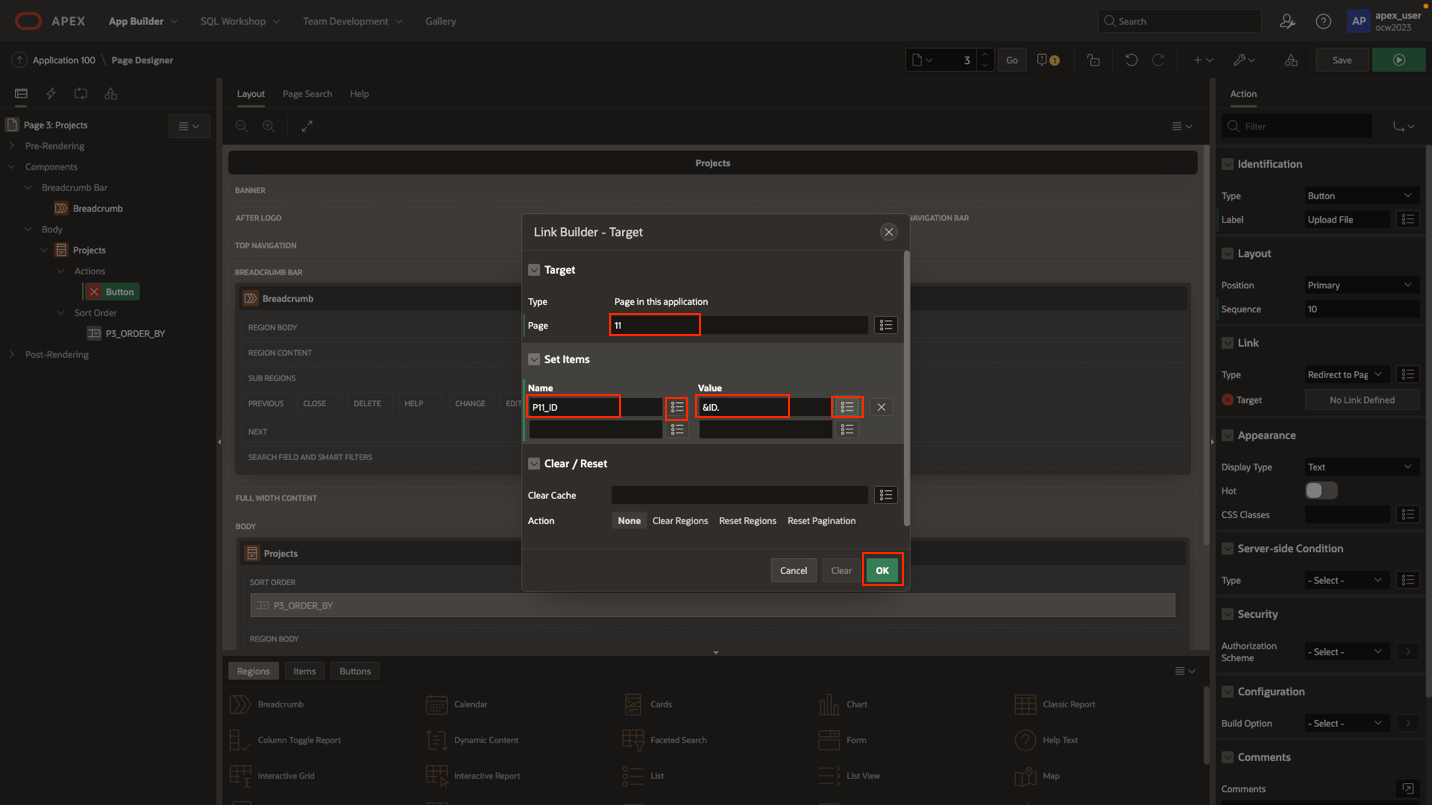 APEX App Builder SQL Workshop Team Development Gallery Search AP apex_user
ocw2023
Application 100 \ Page Designer 3 Go 1 Save
Layout Page Search Help
Action
Page 3: Projects
Filter
Pre-Rendering
Components
Breadcrumb Bar
Breadcrumb
Body
Projects
Actions
Button
Sort Order
P3_ORDER_BY
Post-Rendering
Projects
BANNER
AFTER LOGO
NAVIGATION BAR
TOP NAVIGATION
BREADCRUMB BAR
Breadcrumb
REGION BODY
REGION CONTENT
SUB REGIONS
PREVIOUS CLOSE DELETE HELP CHANGE EDIT
NEXT
SEARCH FIELD AND SMART FILTERS
FULL WIDTH CONTENT
BODY
Projects
SORT ORDER
P3_ORDER_BY
REGION BODY
Link Builder - Target
Target
Type Page in this application
Page 11
Set Items
Name Value
P11_ID &ID.
Clear / Reset
Clear Cache
Action None Clear Regions Reset Regions Reset Pagination
Cancel Clear OK
Identification
Type Button
Label Upload File
Layout
Position Primary
Sequence 10
Link
Type Redirect to Pag
Target No Link Defined
Appearance
Display Type Text
Hot
CSS Classes
Server-side Condition
Type - Select -
Security
Authorization
Scheme - Select -
Configuration
Build Option - Select -
Comments
Comments
Regions Items Buttons
Breadcrumb Calendar Cards Chart Classic Report
Column Toggle Report Dynamic Content Faceted Search Form Help Text
Interactive Grid Interactive Report List List View Map